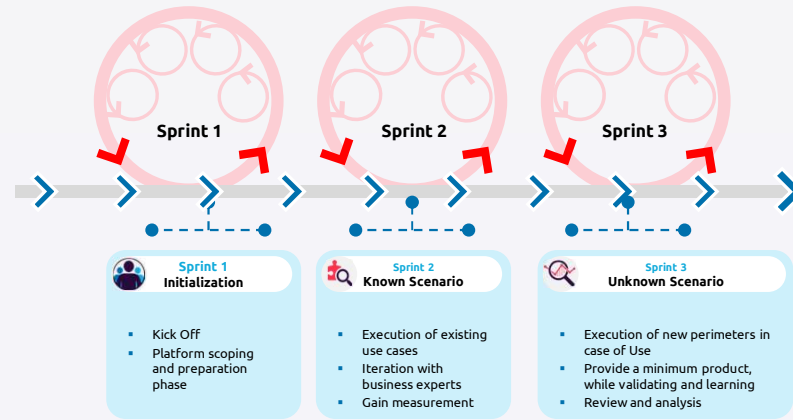 Sprint 1
Sprint 2
Sprint 3
Sprint 1
Initialization
Kick Off
Platform scoping
and preparation
phase
Sprint 2
Known Scenario
Execution of existing
use cases
Iteration with
business experts
Gain measurement
Sprint 3
Unknown Scenario
Execution of new perimeters in
case of Use
Provide a minimum product,
while validating and learning
Review and analysis